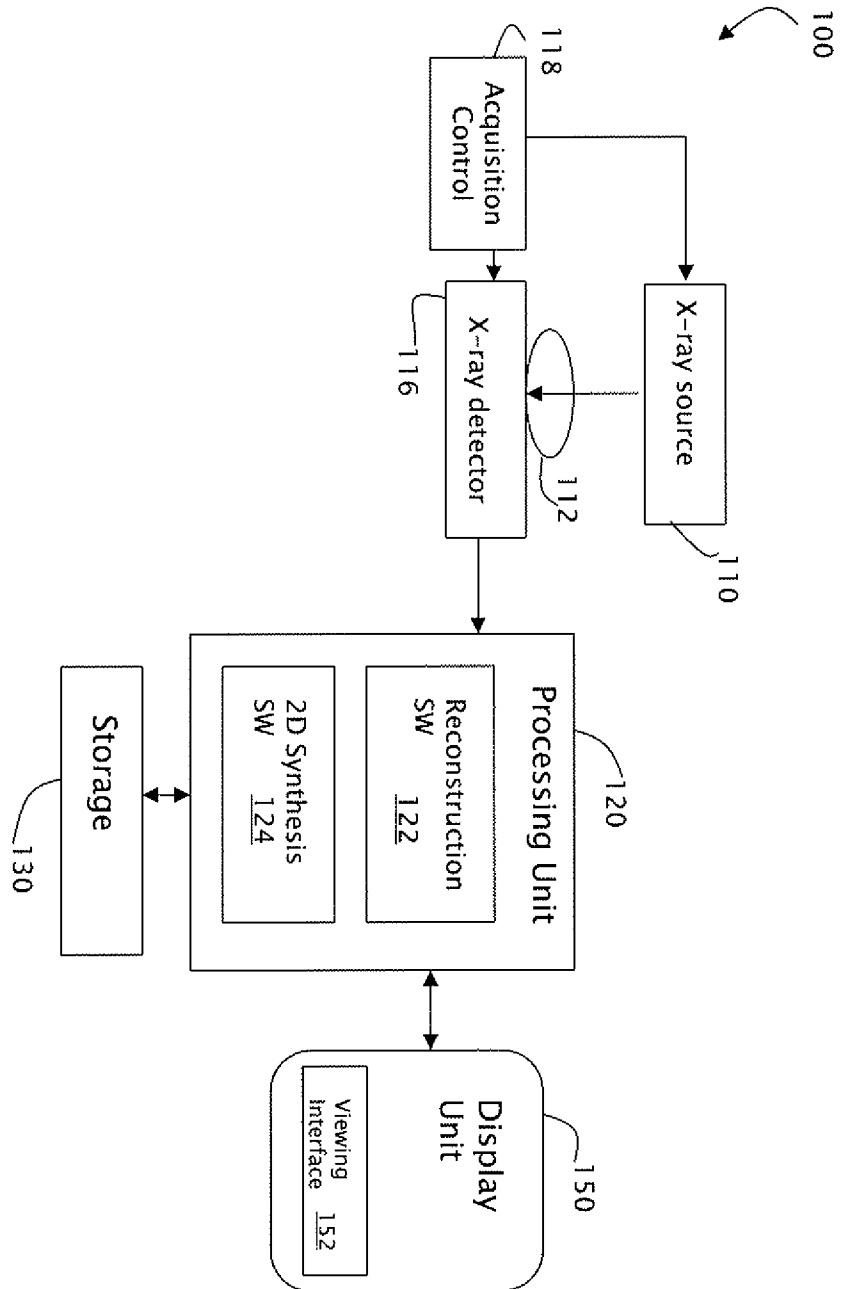 100
118
Acquisition
Control
X-ray source
110
112
X-ray detector
116
120
Processing Unit
Reconstruction
SW
122
2D Synthesis
SW
124
Storage
130
150
Display
Unit
Viewing
Interface
152